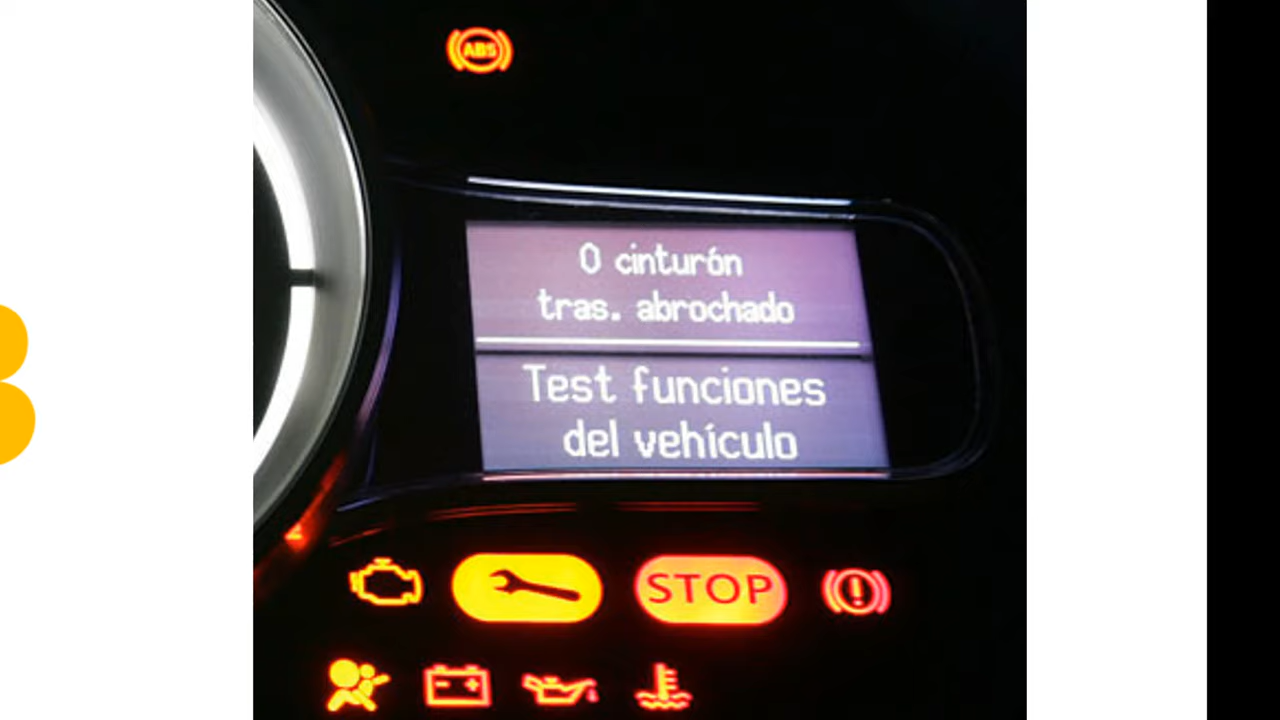 ABS
0 cinturón
tras. abrochado
Test funciones
del vehículo
STOP